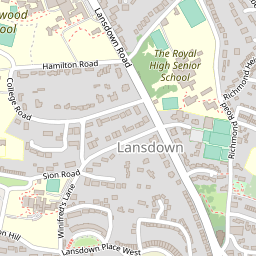 wood
ool
Lansdown Road
The Royal
High Senior
School
Hamilton Road
Richmond
College Road
Richmond Road
Lansdown
Sion Road
Winifred's Lane
Lansdown Place West
n Hill